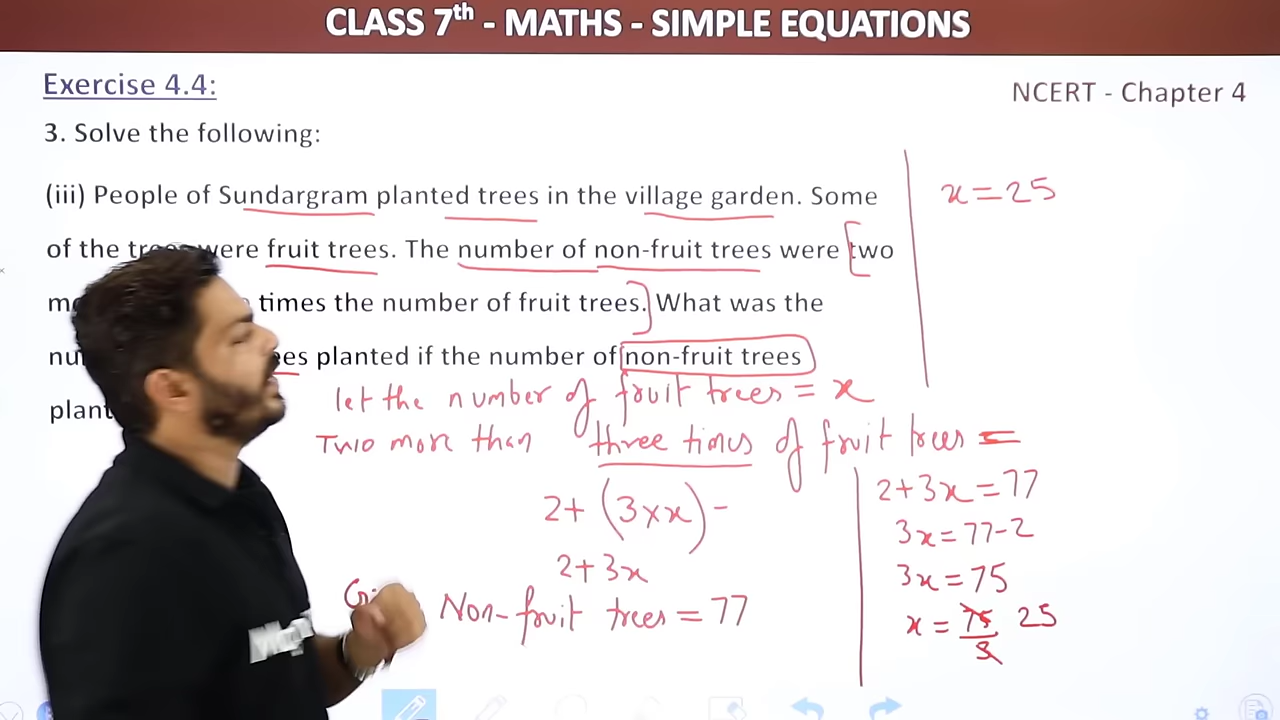 CLASS 7th - MATHS - SIMPLE EQUATIONS
Exercise 4.4:
NCERT - Chapter 4
3. Solve the following:
(iii) People of Sundargram planted trees in the village garden. Some
of the trees were fruit trees. The number of non-fruit trees were two
times the number of fruit trees. What was the
planted if the number of non-fruit trees
let the number of fruit trees = x
Two more than three times of fruit trees =
2+(3×x) -
2+3x
Non-fruit trees = 77
2+3x=77
3x=77-2
3x=75
x = 75/3 25
x=25